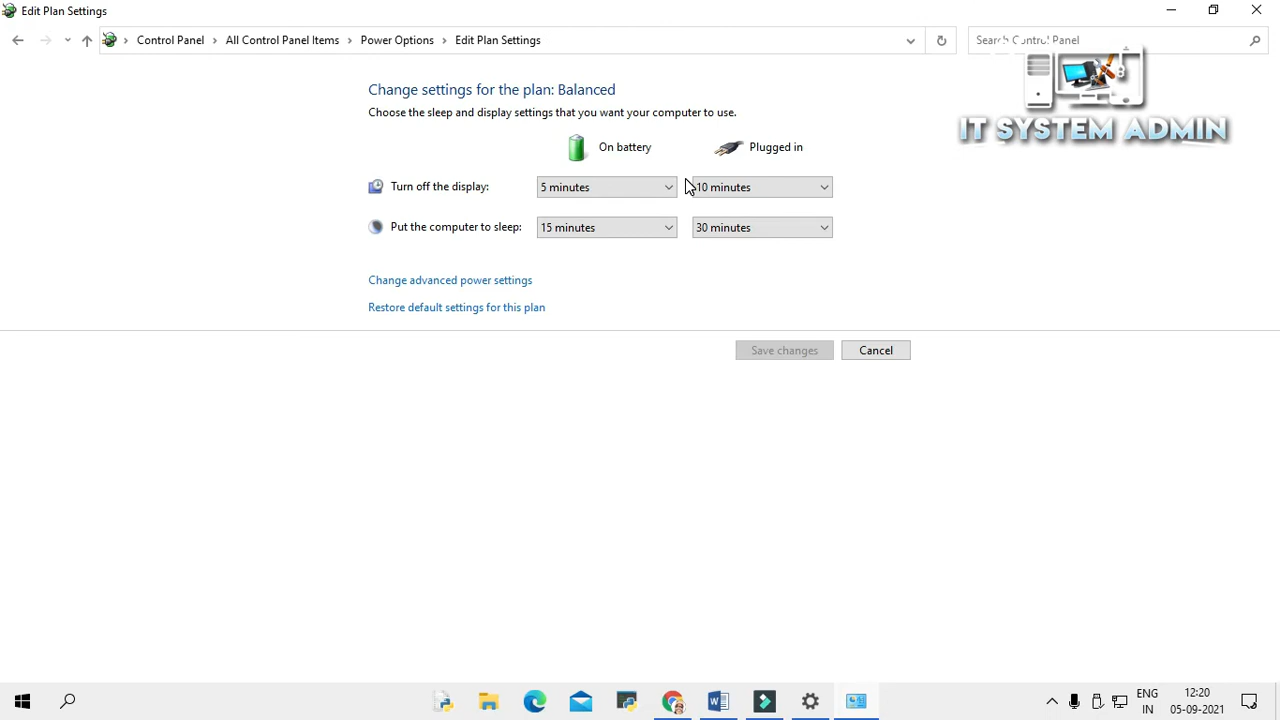 Edit Plan Settings
Control Panel > All Control Panel Items > Power Options > Edit Plan Settings
Search Control Panel
IT SYSTEM ADMIN
Change settings for the plan: Balanced
Choose the sleep and display settings that you want your computer to use.
On battery Plugged in
Turn off the display: 5 minutes 10 minutes
Put the computer to sleep: 15 minutes 30 minutes
Change advanced power settings
Restore default settings for this plan
Save changes Cancel
ENG 12:20
IN 05-09-2021